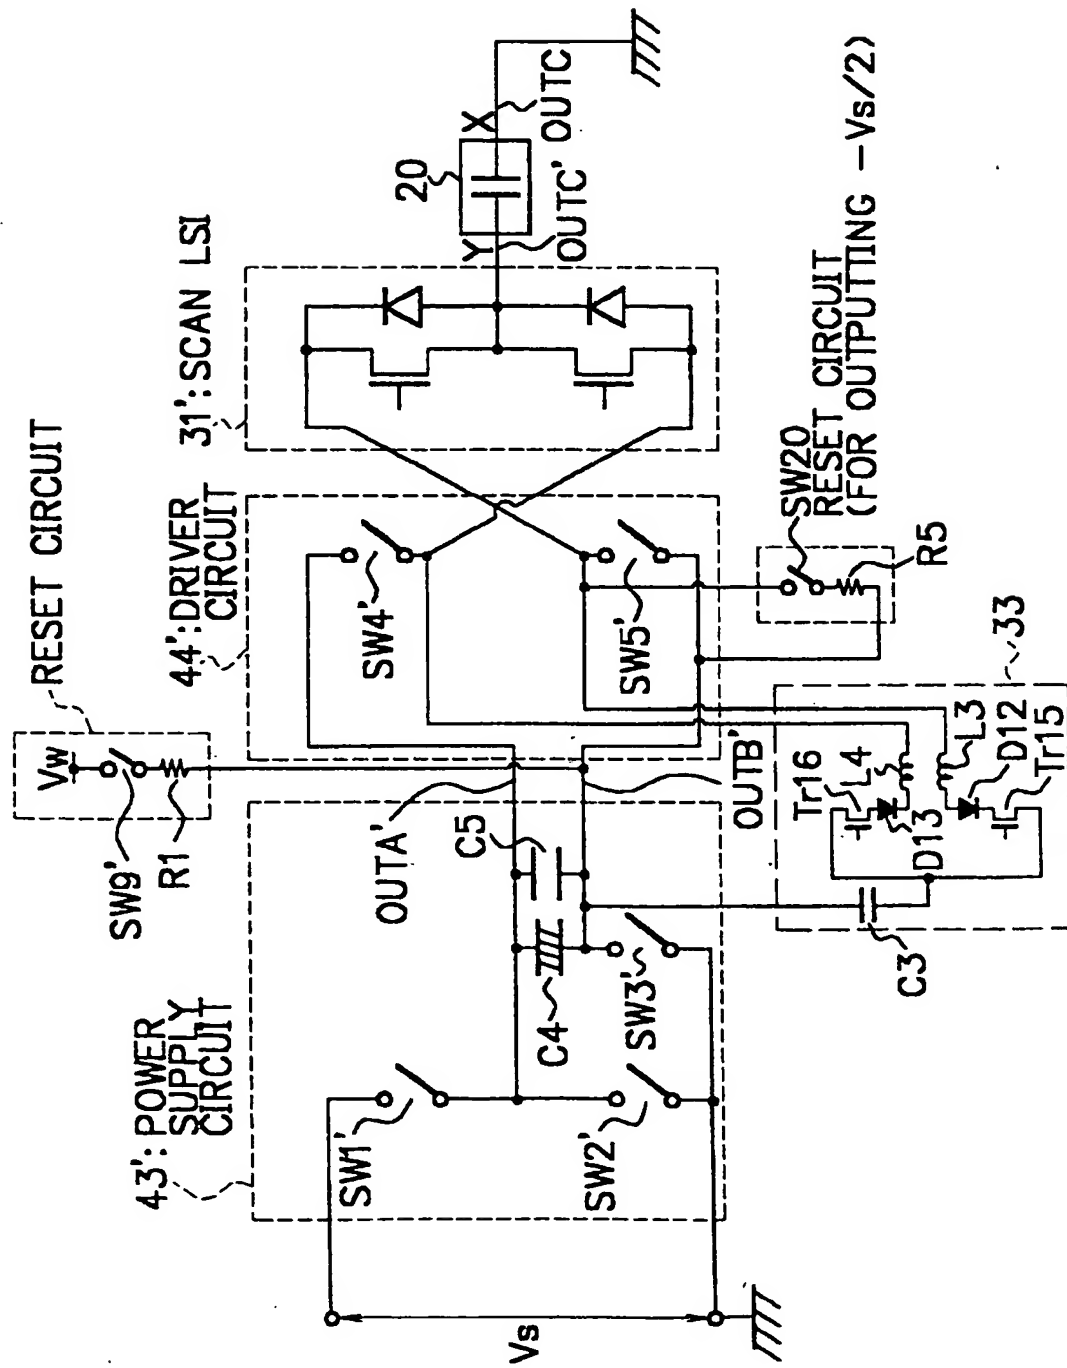 RESET CIRCUIT
Vw
SW9'
R1
43': POWER
SUPPLY
CIRCUIT
44': DRIVER
CIRCUIT
31': SCAN LSI
20
Y
X
OUTC'
OUTC
SW1'
SW2'
SW3'
C4
C5
OUTA'
OUTB'
SW4'
SW5'
SW20
RESET CIRCUIT
(FOR OUTPUTTING -Vs/2)
R5
33
Tr16
L4
L3
D13
D12
Tr15
C3
Vs